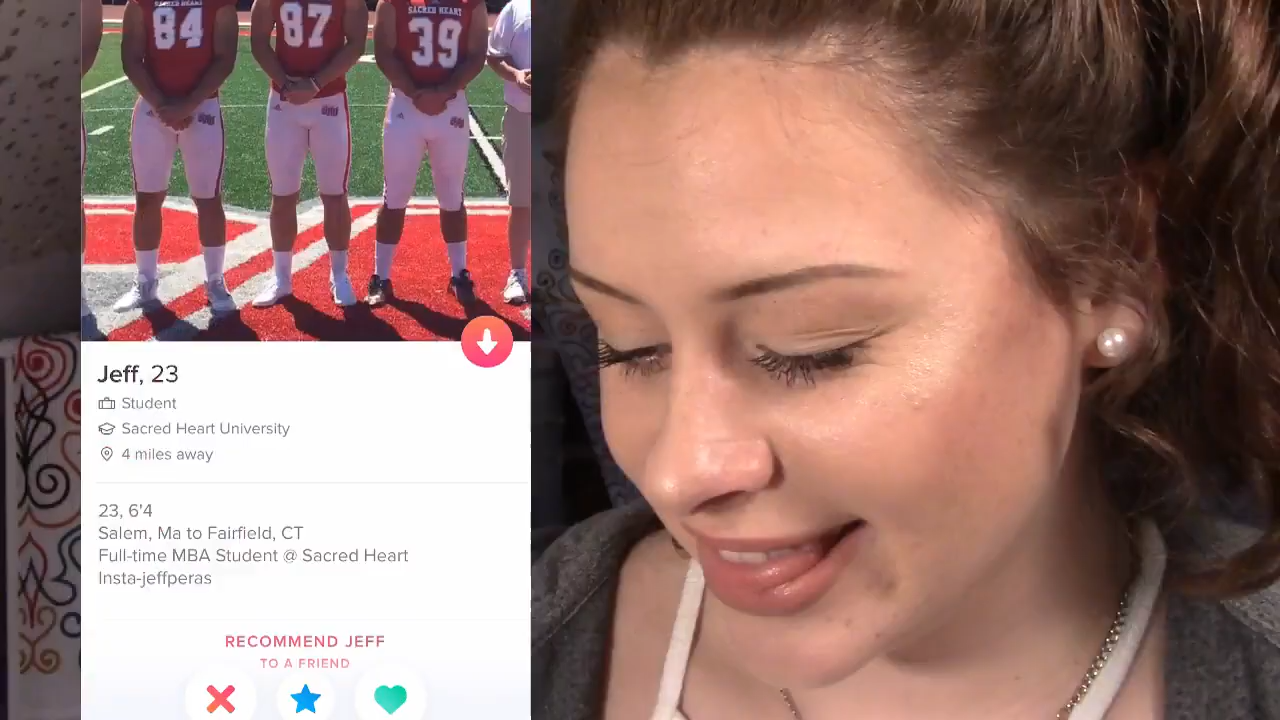 SACRED HEART
84
87
SACRED HEART
39
Jeff, 23
Student
Sacred Heart University
4 miles away
23, 6'4
Salem, Ma to Fairfield, CT
Full-time MBA Student @ Sacred Heart
Insta-jeffperas
RECOMMEND JEFF
TO A FRIEND